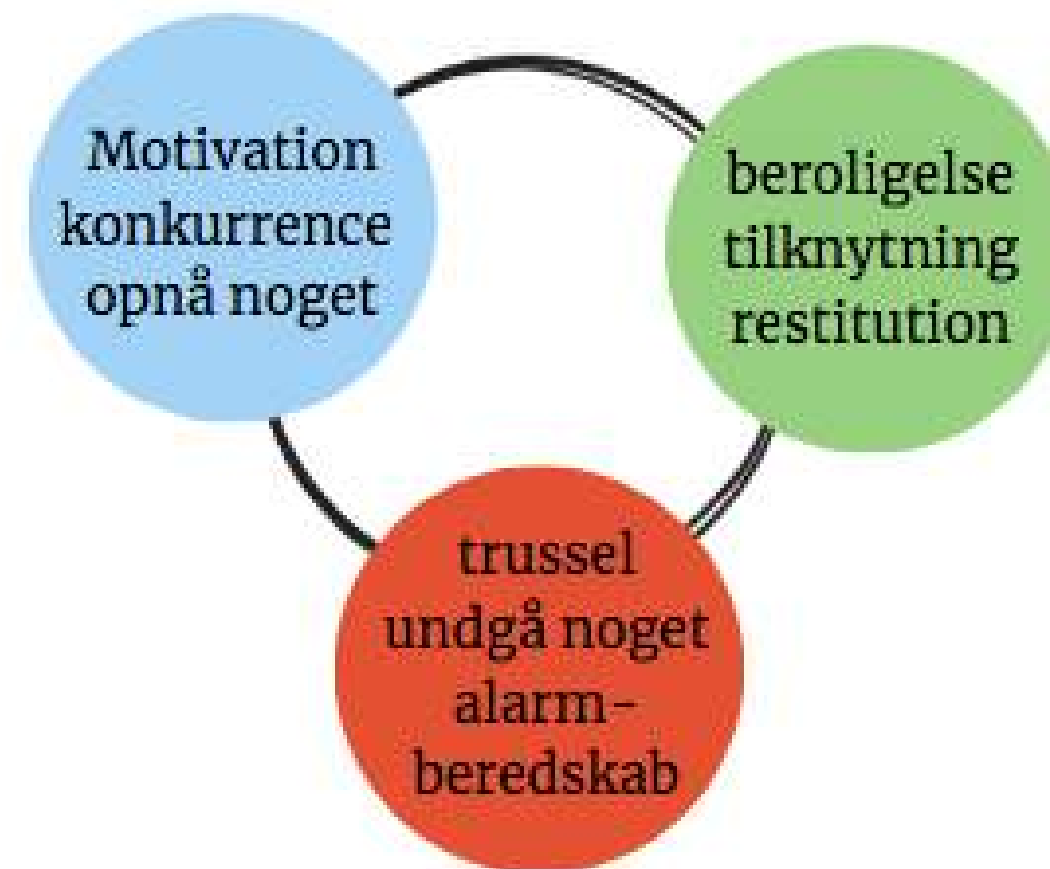 Motivation
konkurrence
opnå noget
beroligelse
tilknytning
restitution
trussel
undgå noget
alarm-
beredskab